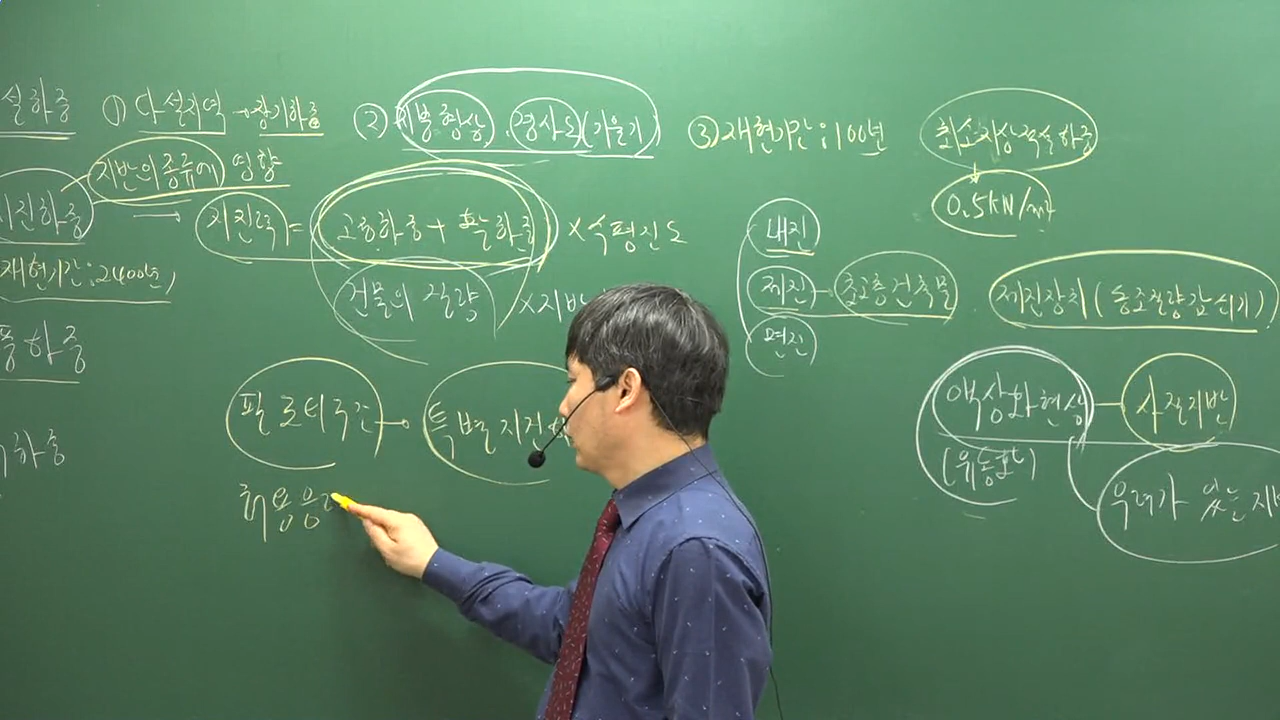 설하중 ① 다설지역 → 장기하중 ② 지붕형상, 경사도(기울기) ③ 재현기간 : 100년 최소지상적설하중
0.5kN/m²
지진하중 지반의 종류에 영향
→ 지진력 = 고정하중 + 활하중 ×수평진도
재현기간 : 2400년)
건물의 질량 ×지반
내진
제진 - 초고층건축물 제진장치 (동조질량감쇠기)
면진
풍하중
하중
필로티구조 → 특별지진하
허용응
액상화현상 - 사질지반
(유동화)
우려가 있는 지반